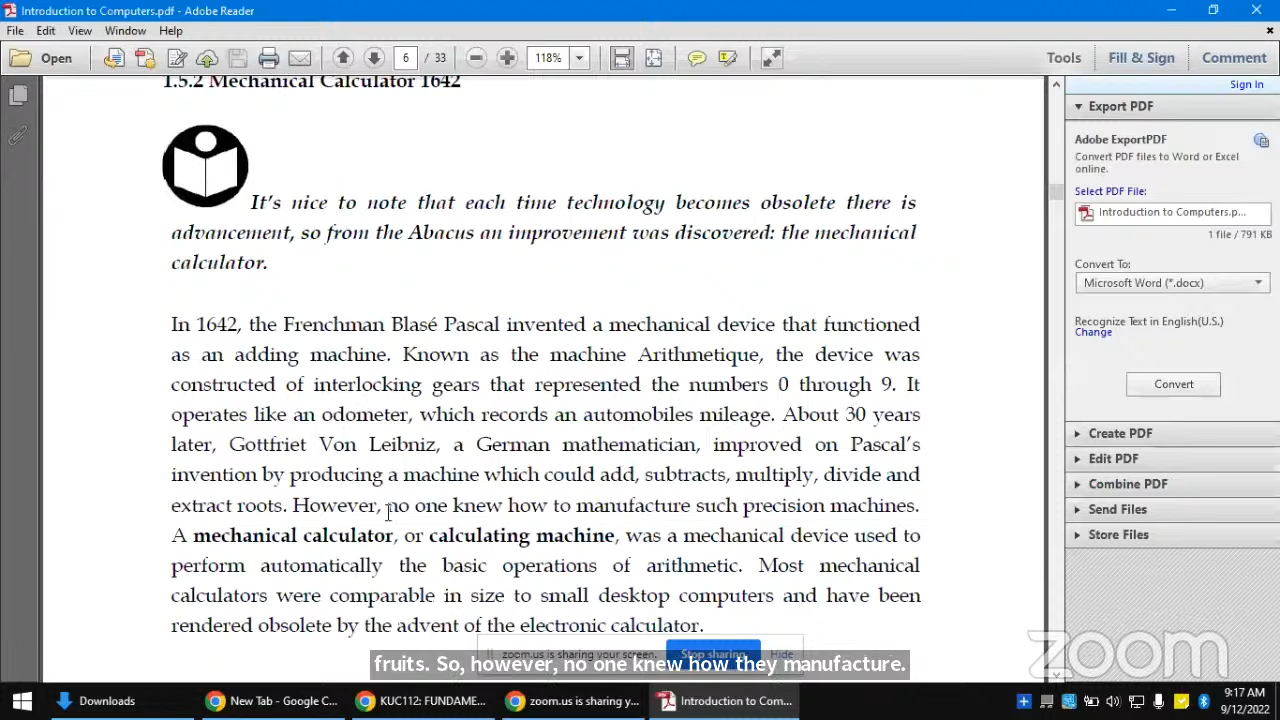 Introduction to Computers.pdf - Adobe Reader
File Edit View Window Help
Open 6 / 33 118% Tools Fill & Sign Comment
Sign In
1.5.2 Mechanical Calculator 1642
It's nice to note that each time technology becomes obsolete there is
advancement, so from the Abacus an improvement was discovered: the mechanical
calculator.
In 1642, the Frenchman Blasé Pascal invented a mechanical device that functioned
as an adding machine. Known as the machine Arithmetique, the device was
constructed of interlocking gears that represented the numbers 0 through 9. It
operates like an odometer, which records an automobiles mileage. About 30 years
later, Gottfriet Von Leibniz, a German mathematician, improved on Pascal's
invention by producing a machine which could add, subtracts, multiply, divide and
extract roots. However, no one knew how to manufacture such precision machines.
A mechanical calculator, or calculating machine, was a mechanical device used to
perform automatically the basic operations of arithmetic. Most mechanical
calculators were comparable in size to small desktop computers and have been
rendered obsolete by the advent of the electronic calculator.
Export PDF
Adobe ExportPDF
Convert PDF files to Word or Excel
online.
Select PDF File:
Introduction to Computers.p...
1 file / 791 KB
Convert To:
Microsoft Word (*.docx)
Recognize Text in English(U.S.)
Change
Convert
Create PDF
Edit PDF
Combine PDF
Send Files
Store Files
zoom.us is sharing your screen. Stop sharing Hide
fruits. So, however, no one knew how they manufacture.
zoom
Downloads
New Tab - Google C...
KUC112: FUNDAME...
zoom.us is sharing y...
Introduction to Com...
9:17 AM
9/12/2022